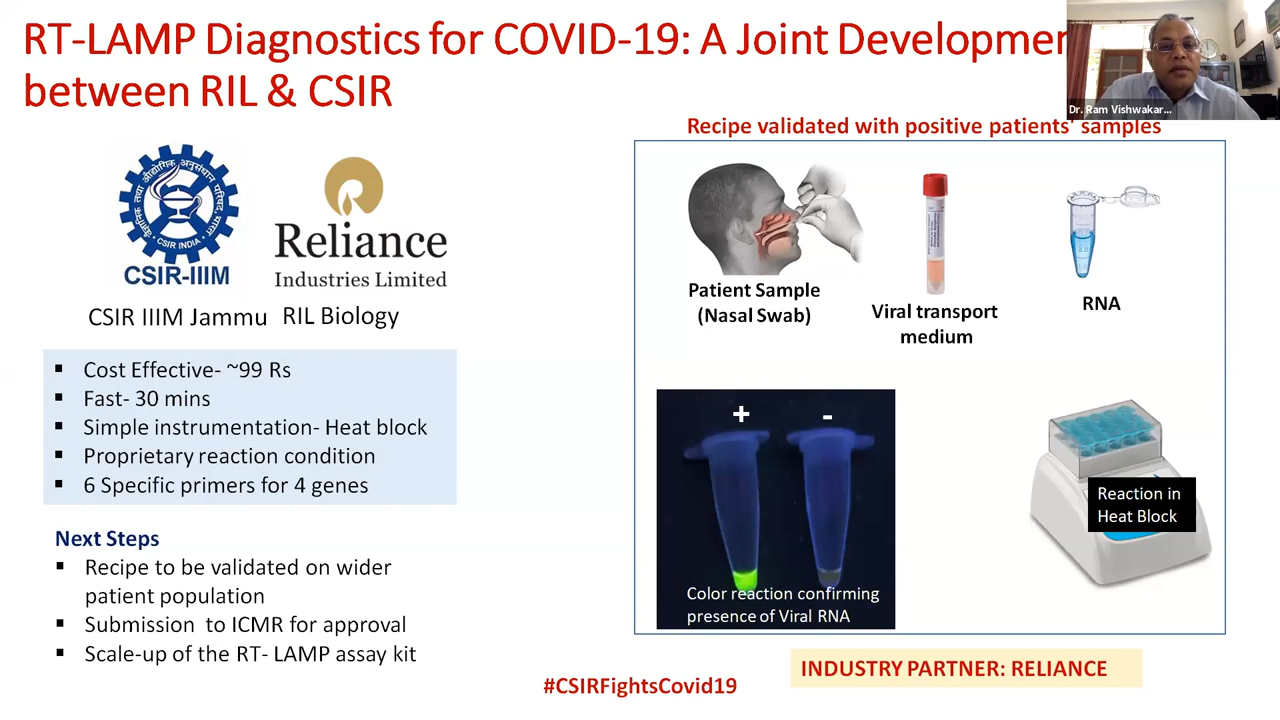 RT-LAMP Diagnostics for COVID-19: A Joint Developmen
between RIL & CSIR
Dr. Ram Vishwakar...
Recipe validated with positive patients' samples
CSIR INDIA
CSIR-IIIM
Reliance
Industries Limited
CSIR IIIM Jammu
RIL Biology
▪ Cost Effective- ~99 Rs
▪ Fast- 30 mins
▪ Simple instrumentation- Heat block
▪ Proprietary reaction condition
▪ 6 Specific primers for 4 genes
Next Steps
▪ Recipe to be validated on wider
patient population
▪ Submission to ICMR for approval
▪ Scale-up of the RT- LAMP assay kit
Patient Sample
(Nasal Swab)
Viral transport
medium
RNA
+ -
Color reaction confirming
presence of Viral RNA
Reaction in
Heat Block
INDUSTRY PARTNER: RELIANCE
#CSIRFightsCovid19